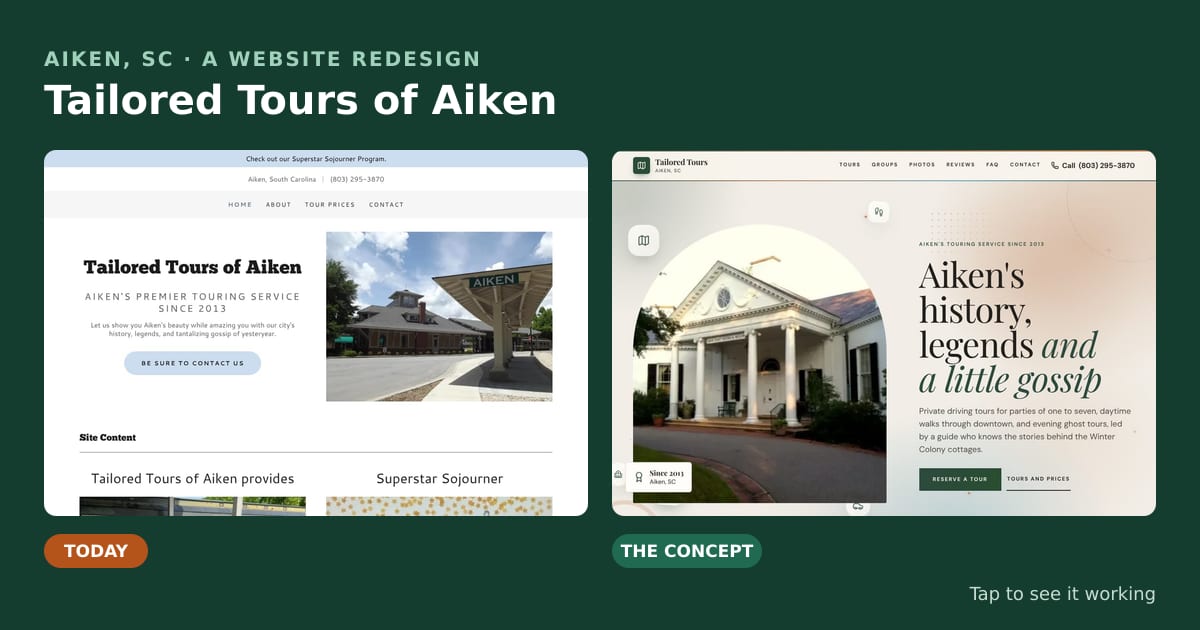 AIKEN, SC · A WEBSITE REDESIGN
Tailored Tours of Aiken
Check out our Superstar Sojourner Program.
Aiken, South Carolina | (803) 295-3870
HOME ABOUT TOUR PRICES CONTACT
Tailored Tours of Aiken
AIKEN'S PREMIER TOURING SERVICE
SINCE 2013
Let us show you Aiken's beauty while amazing you with our city's
history, legends, and tantalizing gossip of yesteryear.
BE SURE TO CONTACT US
AIKEN
Site Content
Tailored Tours of Aiken provides
Superstar Sojourner
TODAY
Tailored Tours
AIKEN, SC
TOURS GROUPS PHOTOS REVIEWS FAQ CONTACT Call (803) 295-3870
AIKEN'S TOURING SERVICE SINCE 2013
Aiken's
history,
legends and
a little gossip
Private driving tours for parties of one to seven, daytime
walks through downtown, and evening ghost tours, led
by a guide who knows the stories behind the Winter
Colony cottages.
RESERVE A TOUR
TOURS AND PRICES
Since 2013
Aiken, SC
THE CONCEPT
Tap to see it working